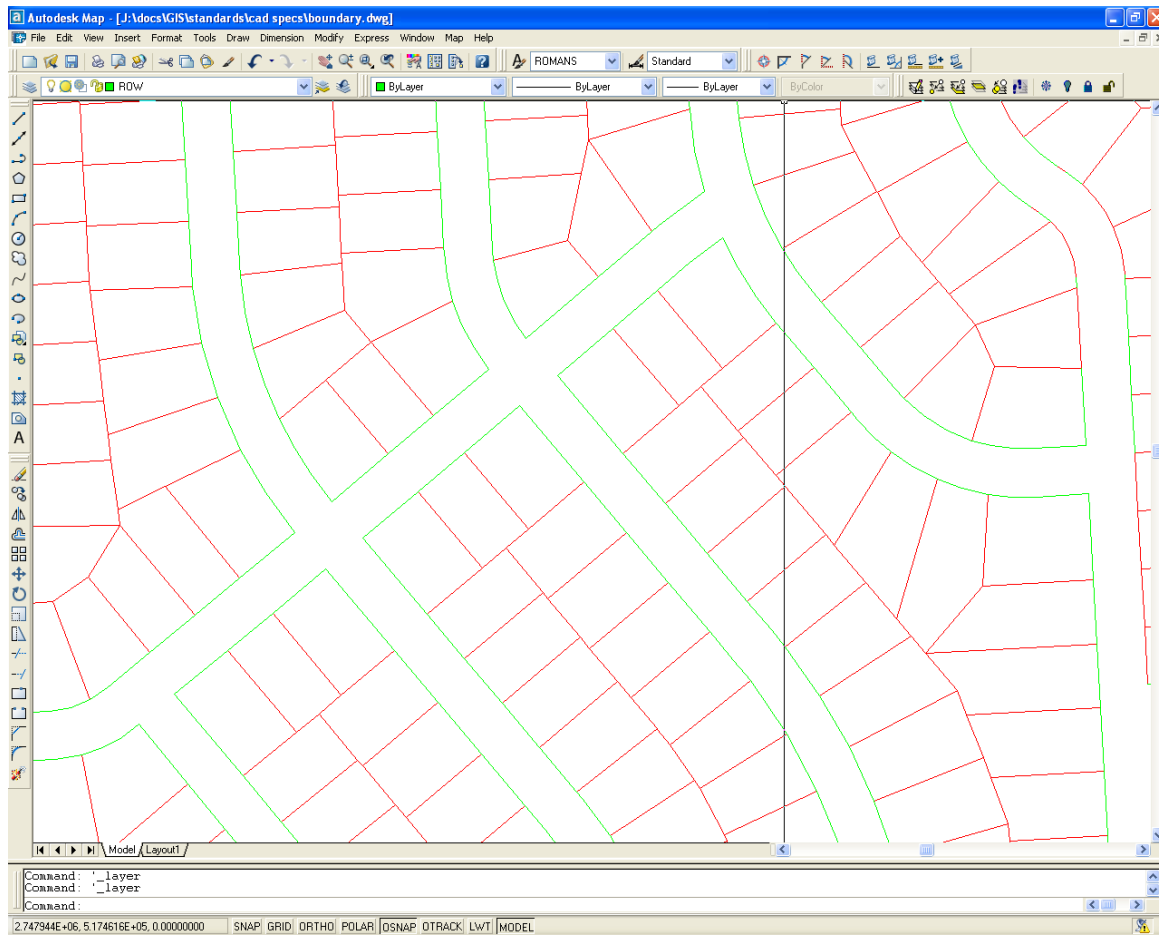 Autodesk Map - [J:\docs\GIS\standards\cad specs\boundary.dwg]
File Edit View Insert Format Tools Draw Dimension Modify Express Window Map Help
ROMANS Standard
ROW ByLayer ByLayer ByLayer ByColor
A
Model Layout1
Command: '_layer
Command: '_layer
Command:
2.747944E+06, 5.174616E+05, 0.00000000 SNAP GRID ORTHO POLAR OSNAP OTRACK LWT MODEL